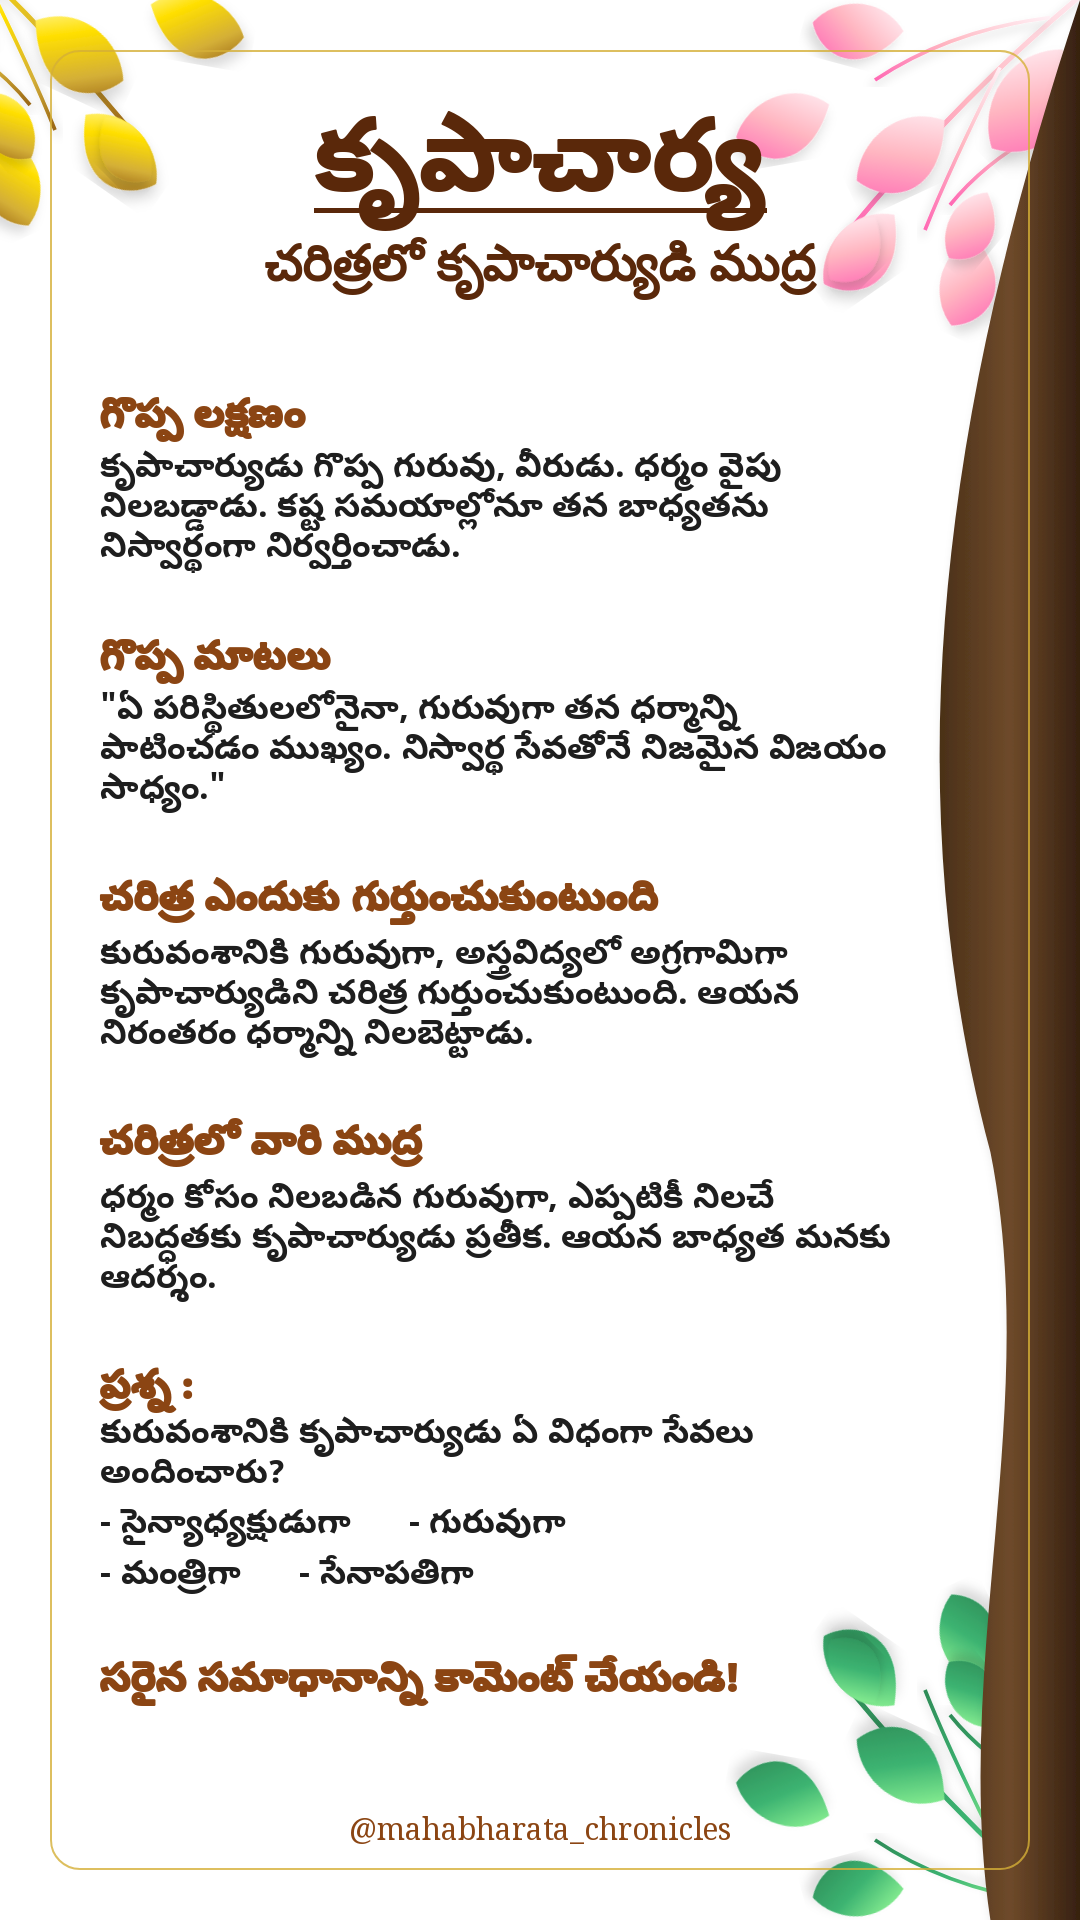 కృపాచార్య
చరిత్రలో కృపాచార్యుడి ముద్ర
గొప్ప లక్షణం
కృపాచార్యుడు గొప్ప గురువు, వీరుడు. ధర్మం వైపు
నిలబడ్డాడు. కష్ట సమయాల్లోనూ తన బాధ్యతను
నిస్వార్థంగా నిర్వర్తించాడు.
గొప్ప మాటలు
"ఏ పరిస్థితులలోనైనా, గురువుగా తన ధర్మాన్ని
పాటించడం ముఖ్యం. నిస్వార్థ సేవతోనే నిజమైన విజయం
సాధ్యం."
చరిత్ర ఎందుకు గుర్తుంచుకుంటుంది
కురువంశానికి గురువుగా, అస్త్రవిద్యలో అగ్రగామిగా
కృపాచార్యుడిని చరిత్ర గుర్తుంచుకుంటుంది. ఆయన
నిరంతరం ధర్మాన్ని నిలబెట్టాడు.
చరిత్రలో వారి ముద్ర
ధర్మం కోసం నిలబడిన గురువుగా, ఎప్పటికీ నిలచే
నిబద్ధతకు కృపాచార్యుడు ప్రతీక. ఆయన బాధ్యత మనకు
ఆదర్శం.
ప్రశ్న :
కురువంశానికి కృపాచార్యుడు ఏ విధంగా సేవలు
అందించారు?
- సైన్యాధ్యక్షుడుగా - గురువుగా
- మంత్రిగా - సేనాపతిగా
సరైన సమాధానాన్ని కామెంట్ చేయండి!
@mahabharata_chronicles